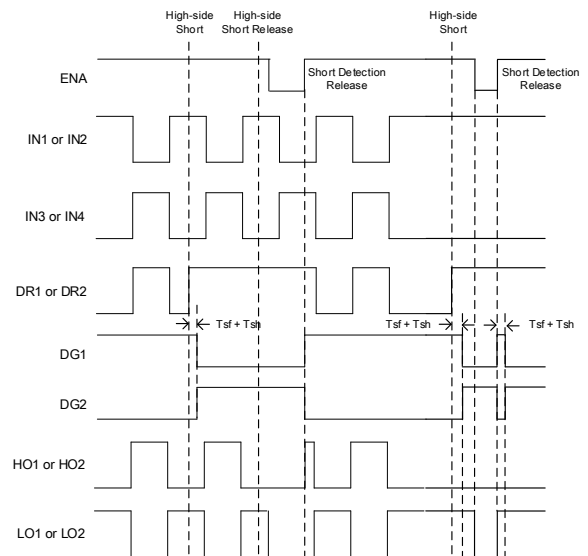 High-side
Short
High-side
Short Release
High-side
Short
ENA
Short Detection
Release
Short Detection
Release
IN1 or IN2
IN3 or IN4
DR1 or DR2
Tsf + Tsh
Tsf + Tsh
Tsf + Tsh
DG1
DG2
HO1 or HO2
LO1 or LO2